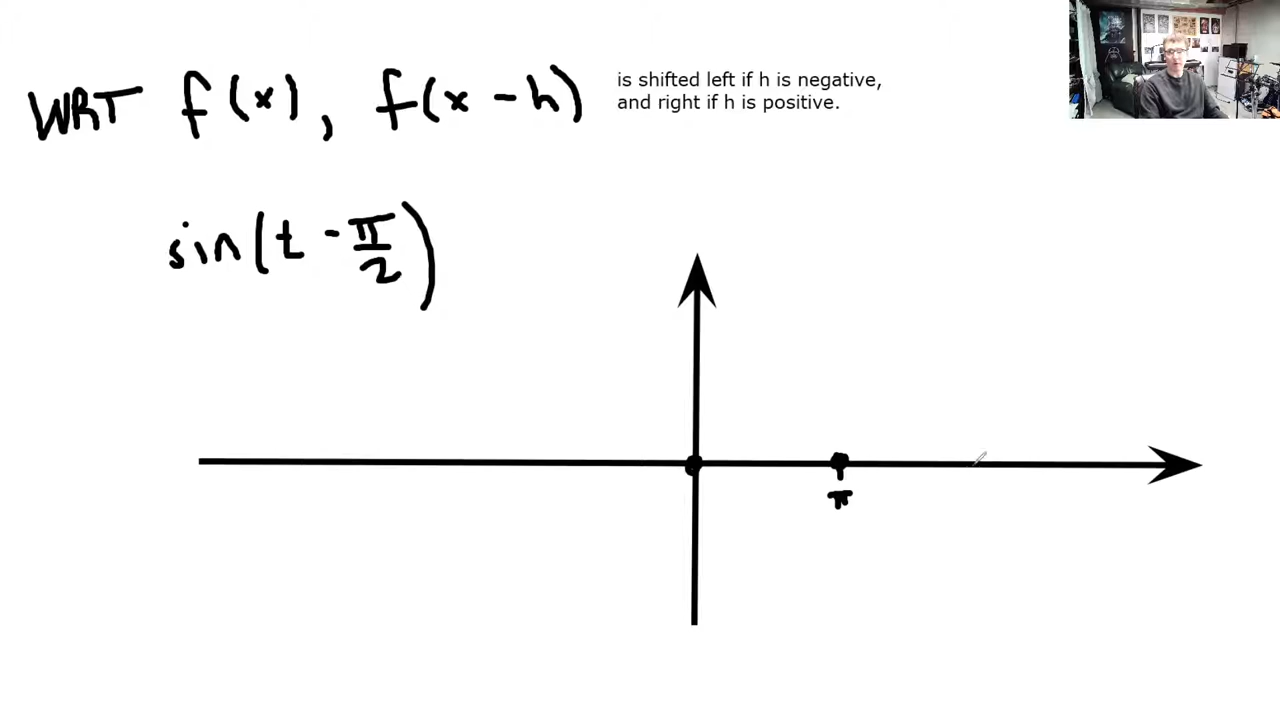 WRT f(x), f(x - h) is shifted left if h is negative,
and right if h is positive.
sin(t - π/2)
π